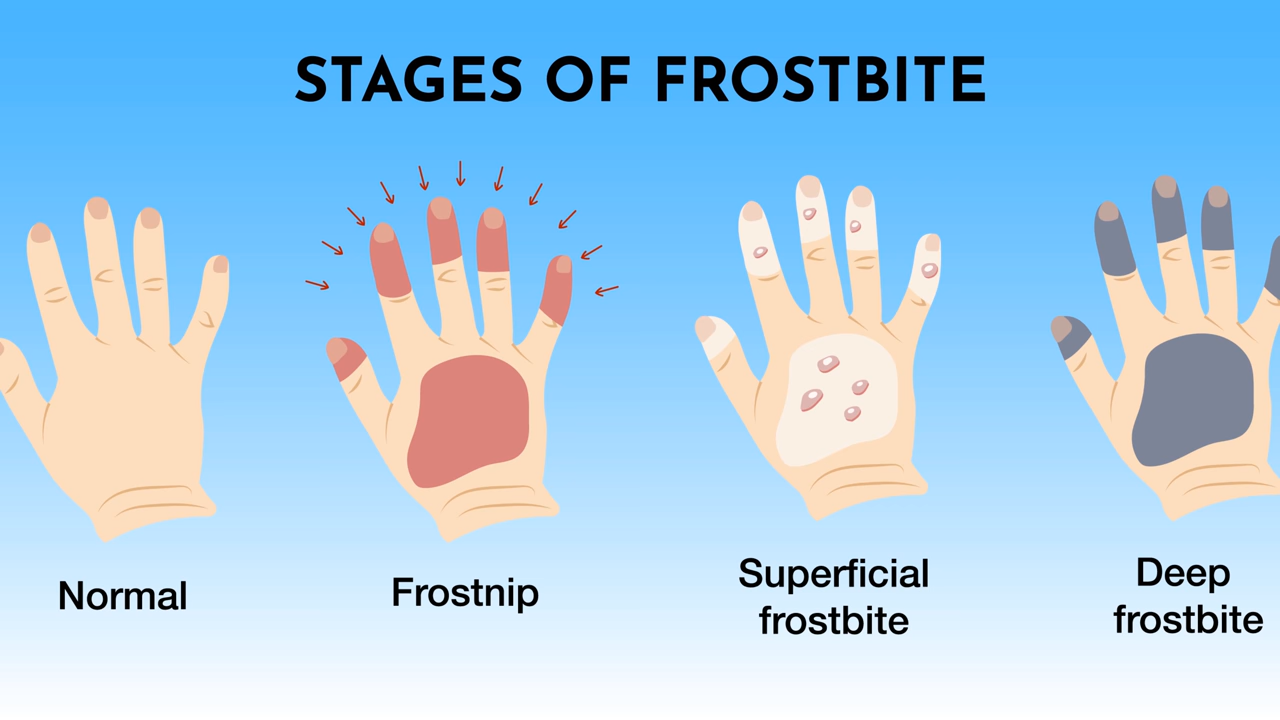 STAGES OF FROSTBITE
Normal
Frostnip
Superficial
frostbite
Deep
frostbite